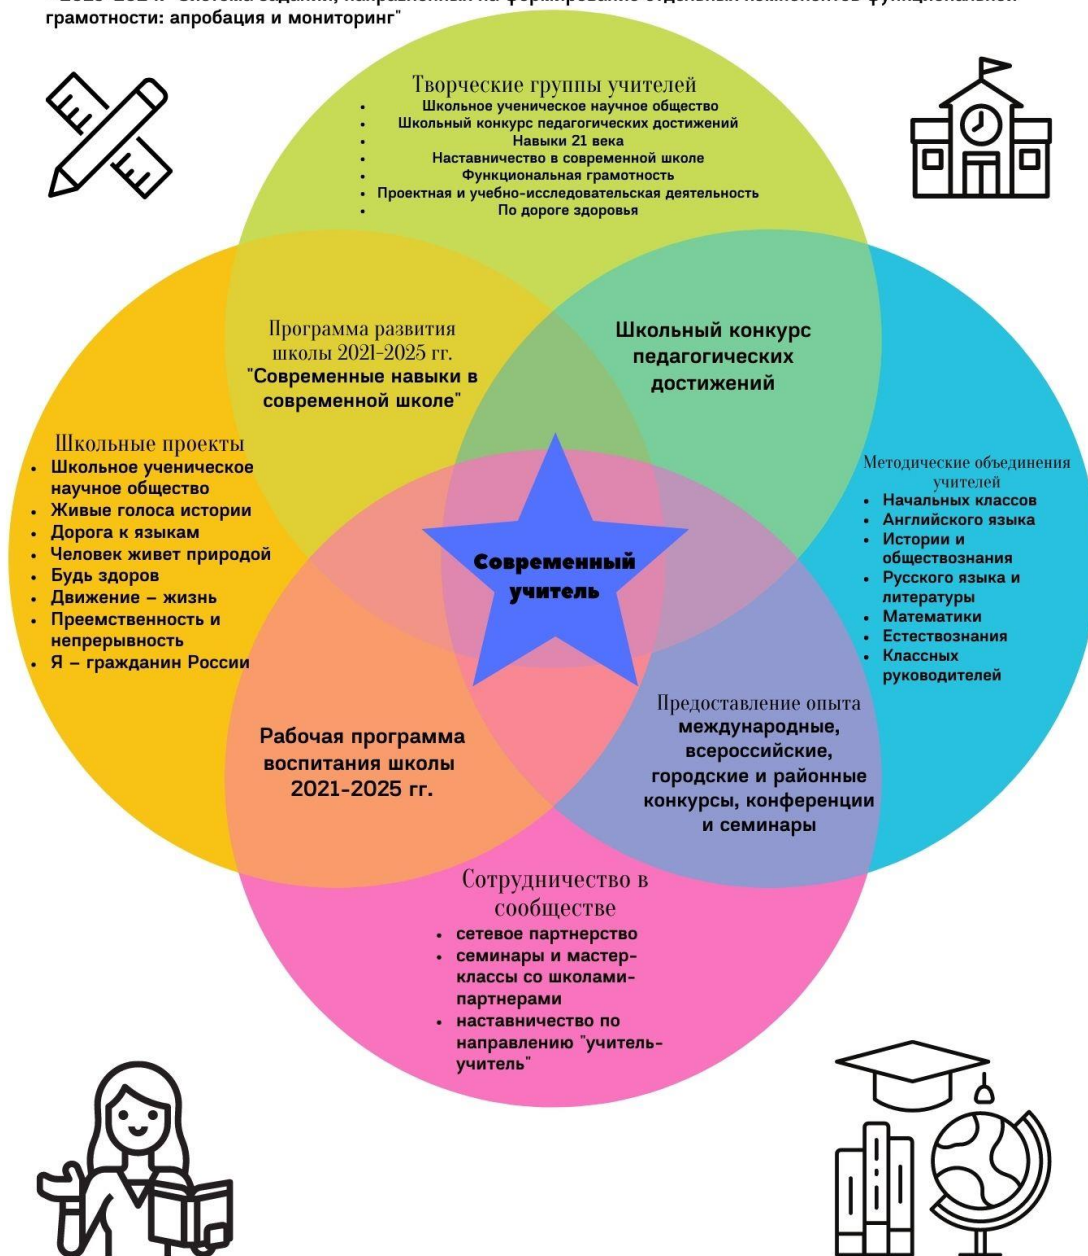 грамотности: апробация и мониторинг"
Творческие группы учителей
• Школьное ученическое научное общество
• Школьный конкурс педагогических достижений
• Навыки 21 века
• Наставничество в современной школе
• Функциональная грамотность
• Проектная и учебно-исследовательская деятельность
• По дороге здоровья
Программа развития
школы 2021-2025 гг.
"Современные навыки в
современной школе"
Школьный конкурс
педагогических
достижений
Школьные проекты
• Школьное ученическое
научное общество
• Живые голоса истории
• Дорога к языкам
• Человек живет природой
• Будь здоров
• Движение – жизнь
• Преемственность и
непрерывность
• Я – гражданин России
Современный
учитель
Методические объединения
учителей
• Начальных классов
• Английского языка
• Истории и
обществознания
• Русского языка и
литературы
• Математики
• Естествознания
• Классных
руководителей
Рабочая программа
воспитания школы
2021-2025 гг.
Предоставление опыта
международные,
всероссийские,
городские и районные
конкурсы, конференции
и семинары
Сотрудничество в
сообществе
• сетевое партнерство
• семинары и мастер-
классы со школами-
партнерами
• наставничество по
направлению "учитель-
учитель"